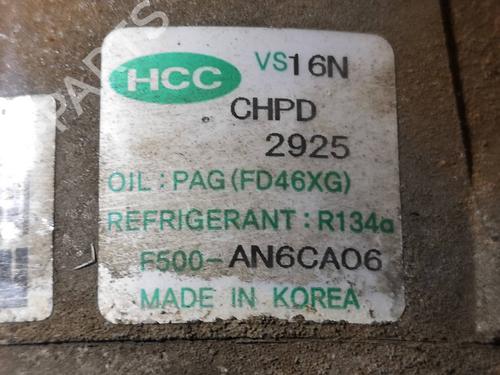 HCC VS16N
CHPD
2925
OIL : PAG (FD46XG)
REFRIGERANT : R134a
F500-AN6CA06
MADE IN KOREA